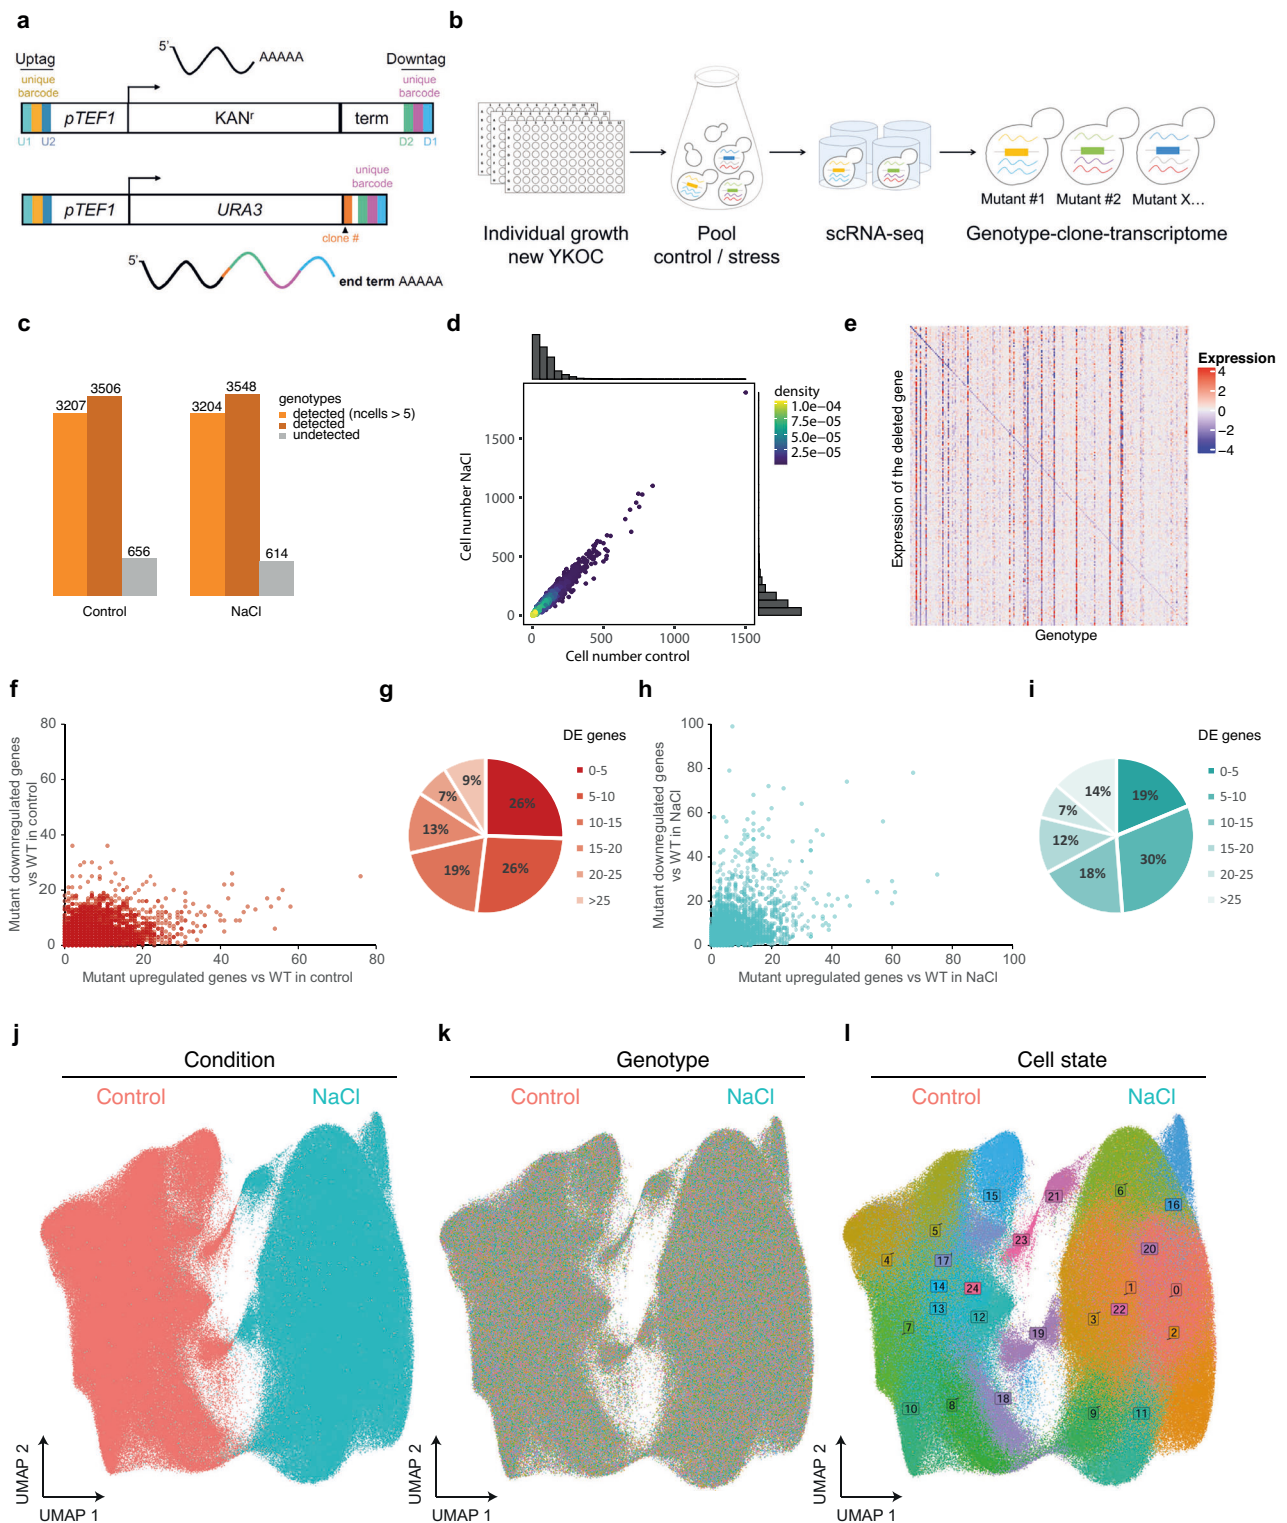 a
5'
AAAAA
Uptag
Downtag
unique
barcode
unique
barcode
pTEF1
KANr
term
U1 U2
D2 D1
unique
barcode
pTEF1
URA3
clone #
5'
end term AAAAA
b
Individual growth
new YKOC
Pool
control / stress
scRNA-seq
Mutant #1 Mutant #2 Mutant X...
Genotype-clone-transcriptome
c
3207
3506
656
3204
3548
614
Control
NaCl
genotypes
detected (ncells > 5)
detected
undetected
d
Cell number NaCl
1500
1000
500
0
0 500 1000 1500
Cell number control
density
1.0e−04
7.5e−05
5.0e−05
2.5e−05
e
Expression of the deleted gene
Genotype
Expression
4
2
0
−2
−4
f
Mutant downnregulated genes
vs WT in control
80
60
40
20
0
0 20 40 60 80
Mutant upregulated genes vs WT in control
g
DE genes
26%
26%
19%
13%
7%
9%
0-5
5-10
10-15
15-20
20-25
>25
h
Mutant downregulated genes
vs WT in NaCl
100
80
60
40
20
0
0 20 40 60 80 100
Mutant upregulated genes vs WT in NaCl
i
DE genes
19%
30%
18%
12%
7%
14%
0-5
5-10
10-15
15-20
20-25
>25
j
Condition
Control NaCl
UMAP 2
UMAP 1
k
Genotype
Control NaCl
UMAP 2
UMAP 1
l
Cell state
Control NaCl
15
21
6
16
5
23
20
4
17
14
24
1
0
13
12
22
3
7
19
2
18
10
8
9
11
UMAP 2
UMAP 1